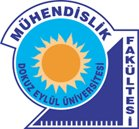 MÜHENDİSLİK
FAKÜLTESİ
DOKUZ EYLÜL ÜNİVERSİTESİ